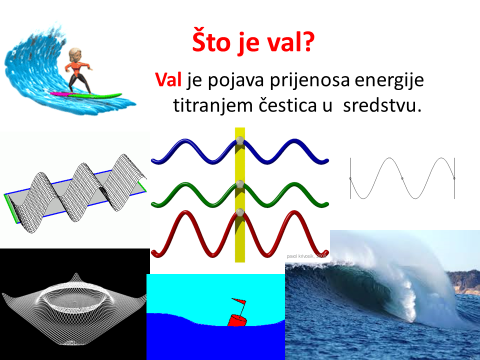 Što je val?
Val je pojava prijenosa energije
titranjem čestica u sredstvu.